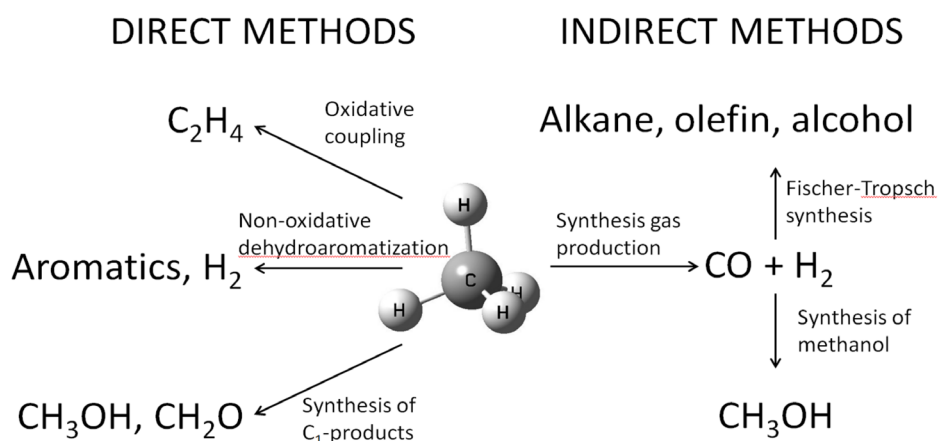 DIRECT METHODS
INDIRECT METHODS
C₂H₄
Oxidative
coupling
Alkane, olefin, alcohol
Fischer-Tropsch
synthesis
Non-oxidative
dehydroaromatization
Aromatics, H₂
H
C
H
H
H
Synthesis gas
production
CO + H₂
Synthesis of
methanol
CH₃OH, CH₂O
Synthesis of
C₁-products
CH₃OH